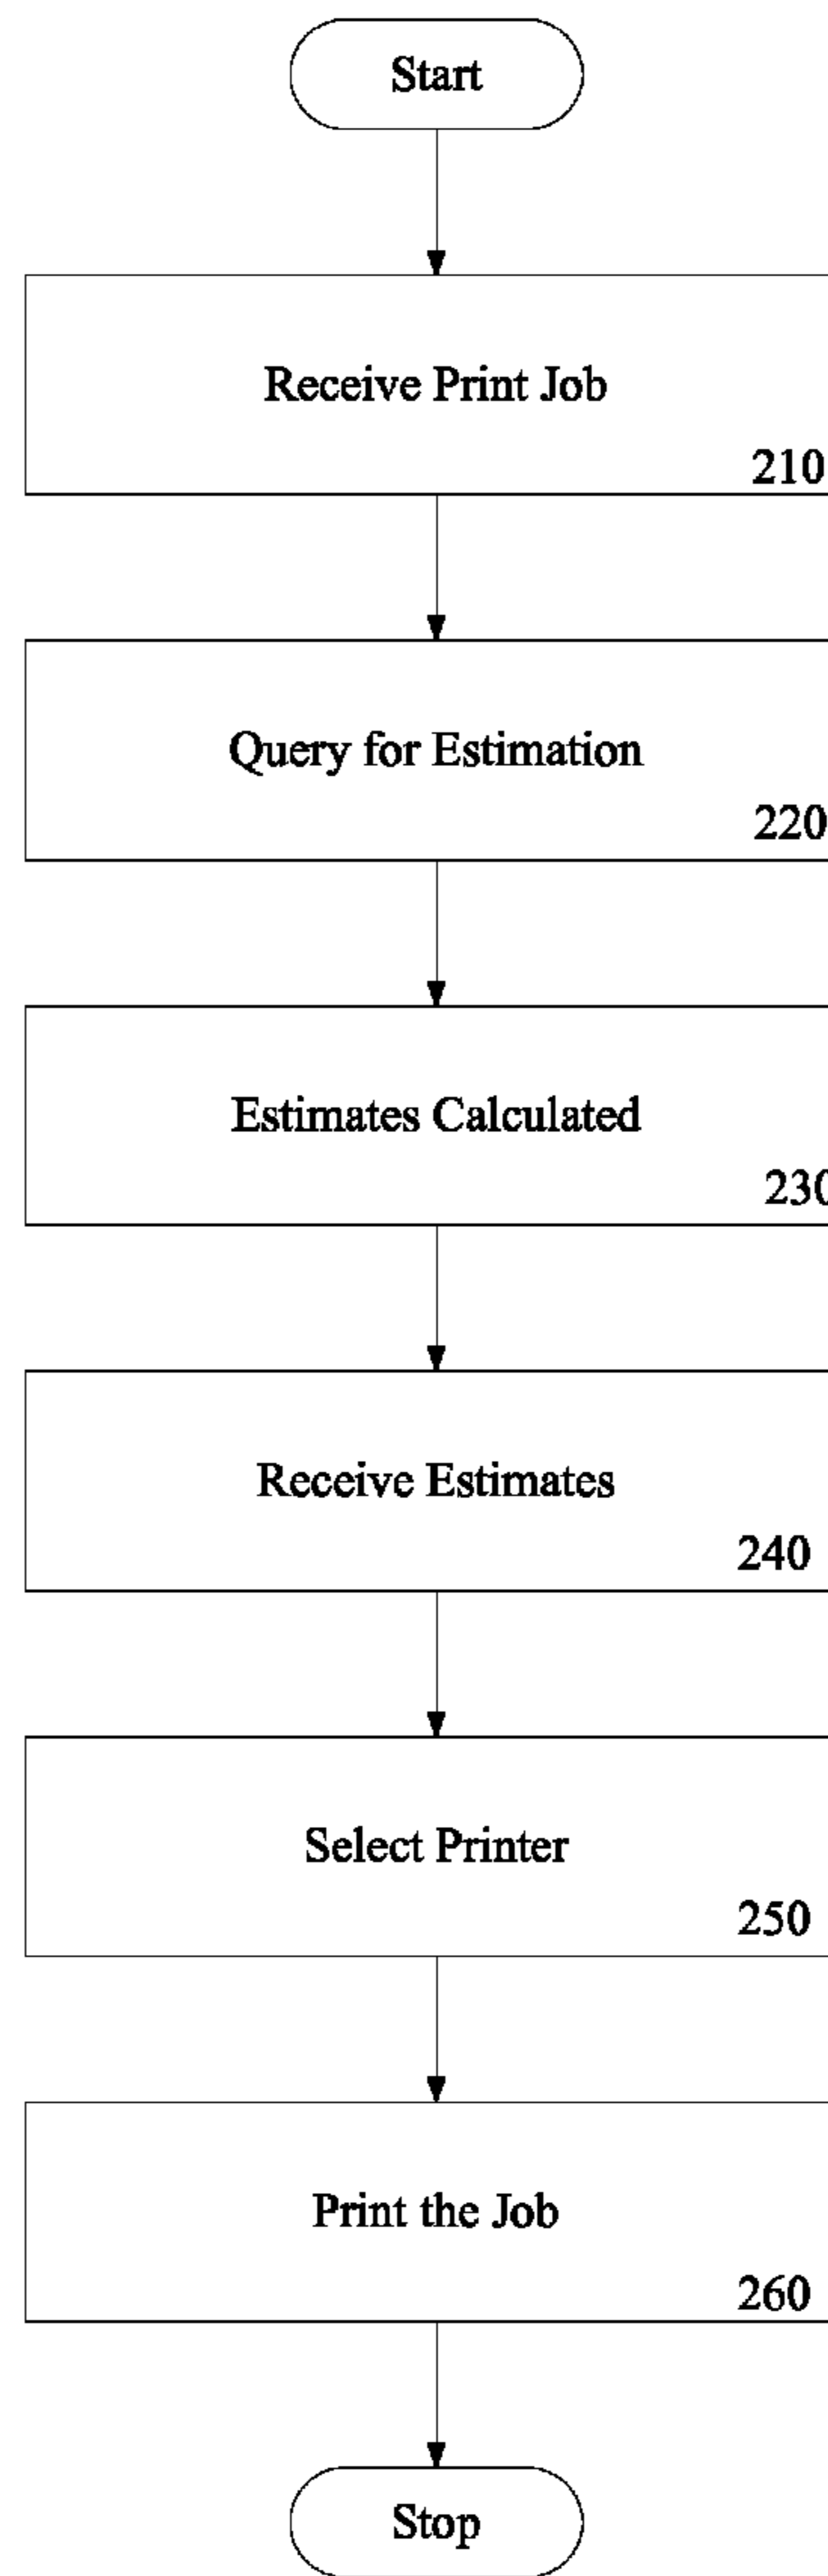 Start
Receive Print Job
210
Query for Estimation
220
Estimates Calculated
230
Receive Estimates
240
Select Printer
250
Print the Job
260
Stop